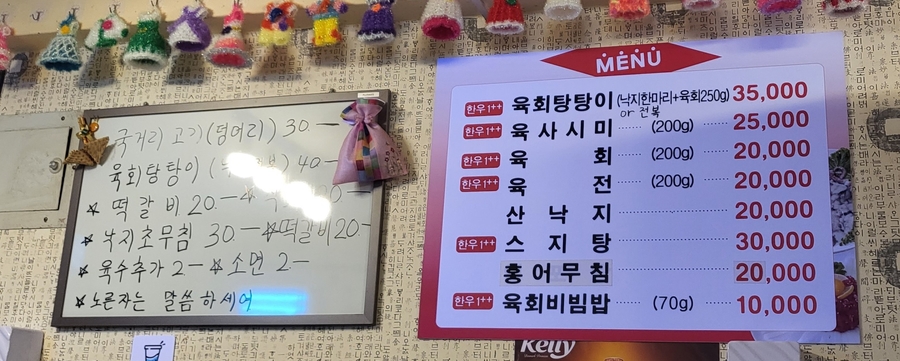 국거리 고기 (덩어리) 30.—
육회탕탕이 ( 40.—
☆ 떡갈비 20.—☆
☆ 낙지초무침 30.— ☆떡갈비 20.—
☆ 육수추가 2— ☆ 소면 2—
☆ 노른자는 말씀하세여
MENU
한우1++ 육회탕탕이 (낙지한마리+육회250g) 35,000
or 전복
한우1++ 육사시미 (200g) 25,000
한우1++ 육 회 (200g) 20,000
한우1++ 육 전 (200g) 20,000
산 낙 지 20,000
한우1++ 스 지 탕 30,000
홍어무침 20,000
한우1++ 육회비빔밥 (70g) 10,000
Kelly